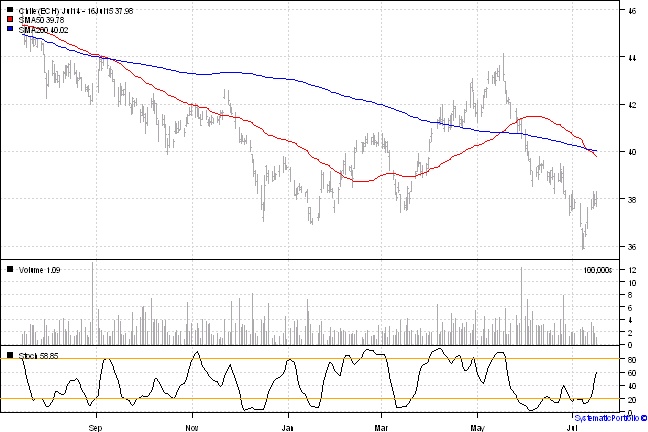 Chile (ECH) Jul14 - 16Jul15 37.98
SMA50 39.78
SMA200 40.02
46
44
42
40
38
36
Volume 1.09
100,000s
12
10
8
6
4
2
0
Stoch 58.85
80
60
40
20
0
Sep Nov Jan Mar May Jul
SystematicPortfolio ©